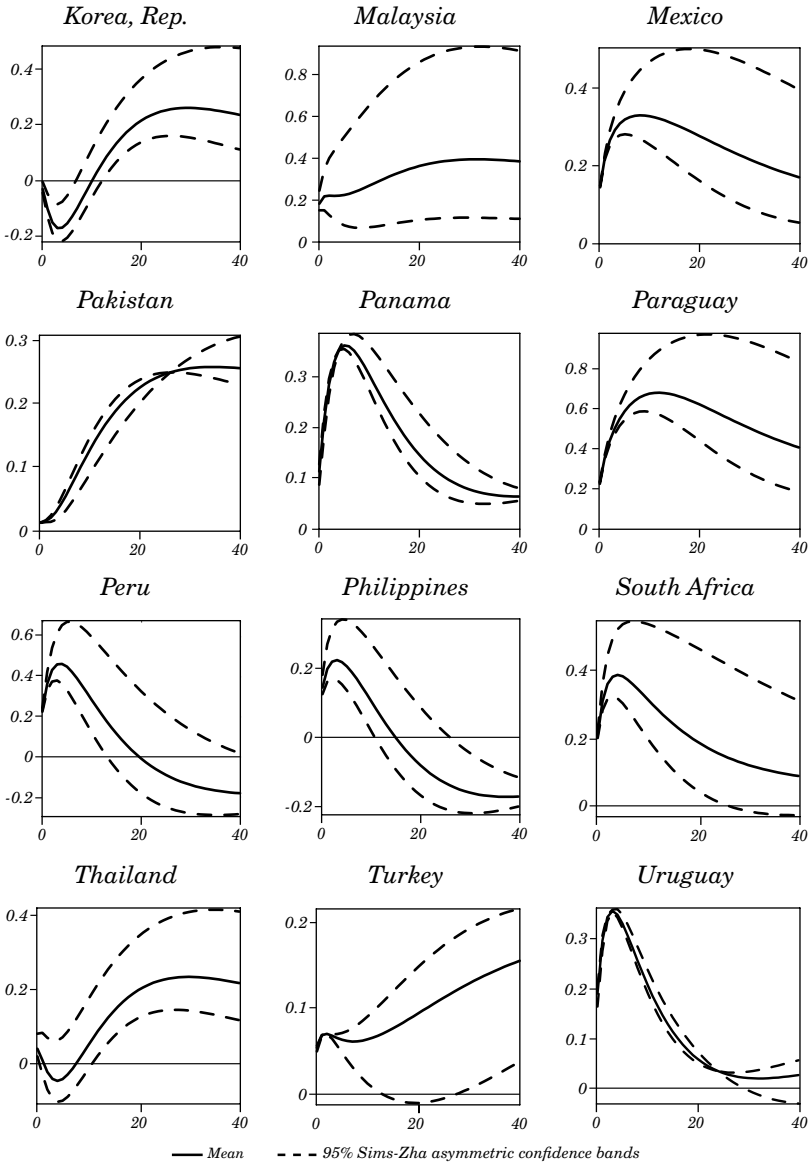 Korea, Rep. Malaysia Mexico
0.4 0.2 0 -0.2 0 20 40
0.8 0.6 0.4 0.2 0 0 20 40
0.4 0.2 0 0 20 40
Pakistan Panama Paraguay
0.3 0.2 0.1 0 0 20 40
0.3 0.2 0.1 0 0 20 40
0.8 0.6 0.4 0.2 0 0 20 40
Peru Philippines South Africa
0.6 0.4 0.2 0 -0.2 0 20 40
0.2 0 -0.2 0 20 40
0.4 0.2 0 0 20 40
Thailand Turkey Uruguay
0.4 0.2 0 0 20 40
0.2 0.1 0 0 20 40
0.3 0.2 0.1 0 0 20 40
Mean 95% Sims-Zha asymmetric confidence bands